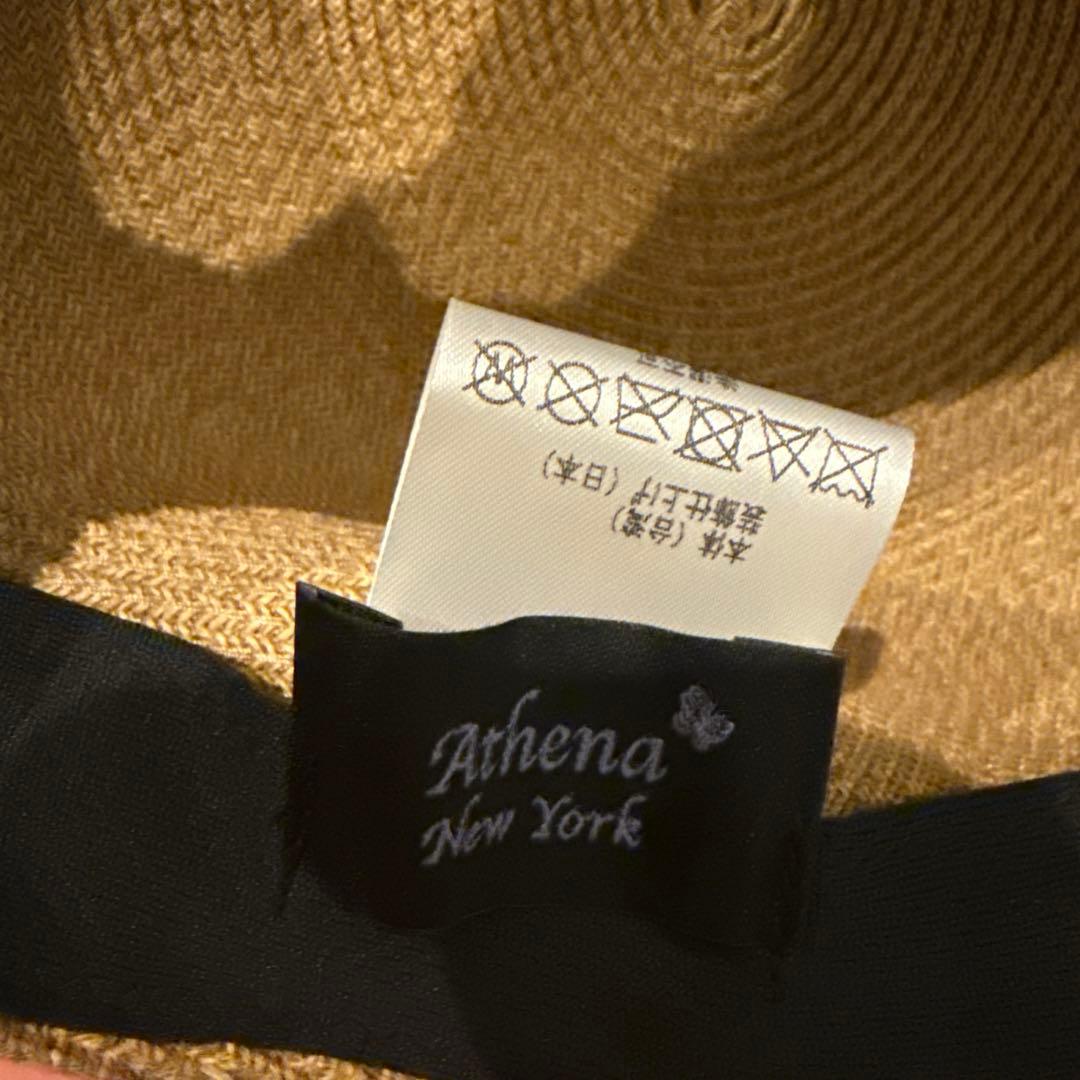 本体（台湾）
装飾仕上げ（日本）
Athena
New York